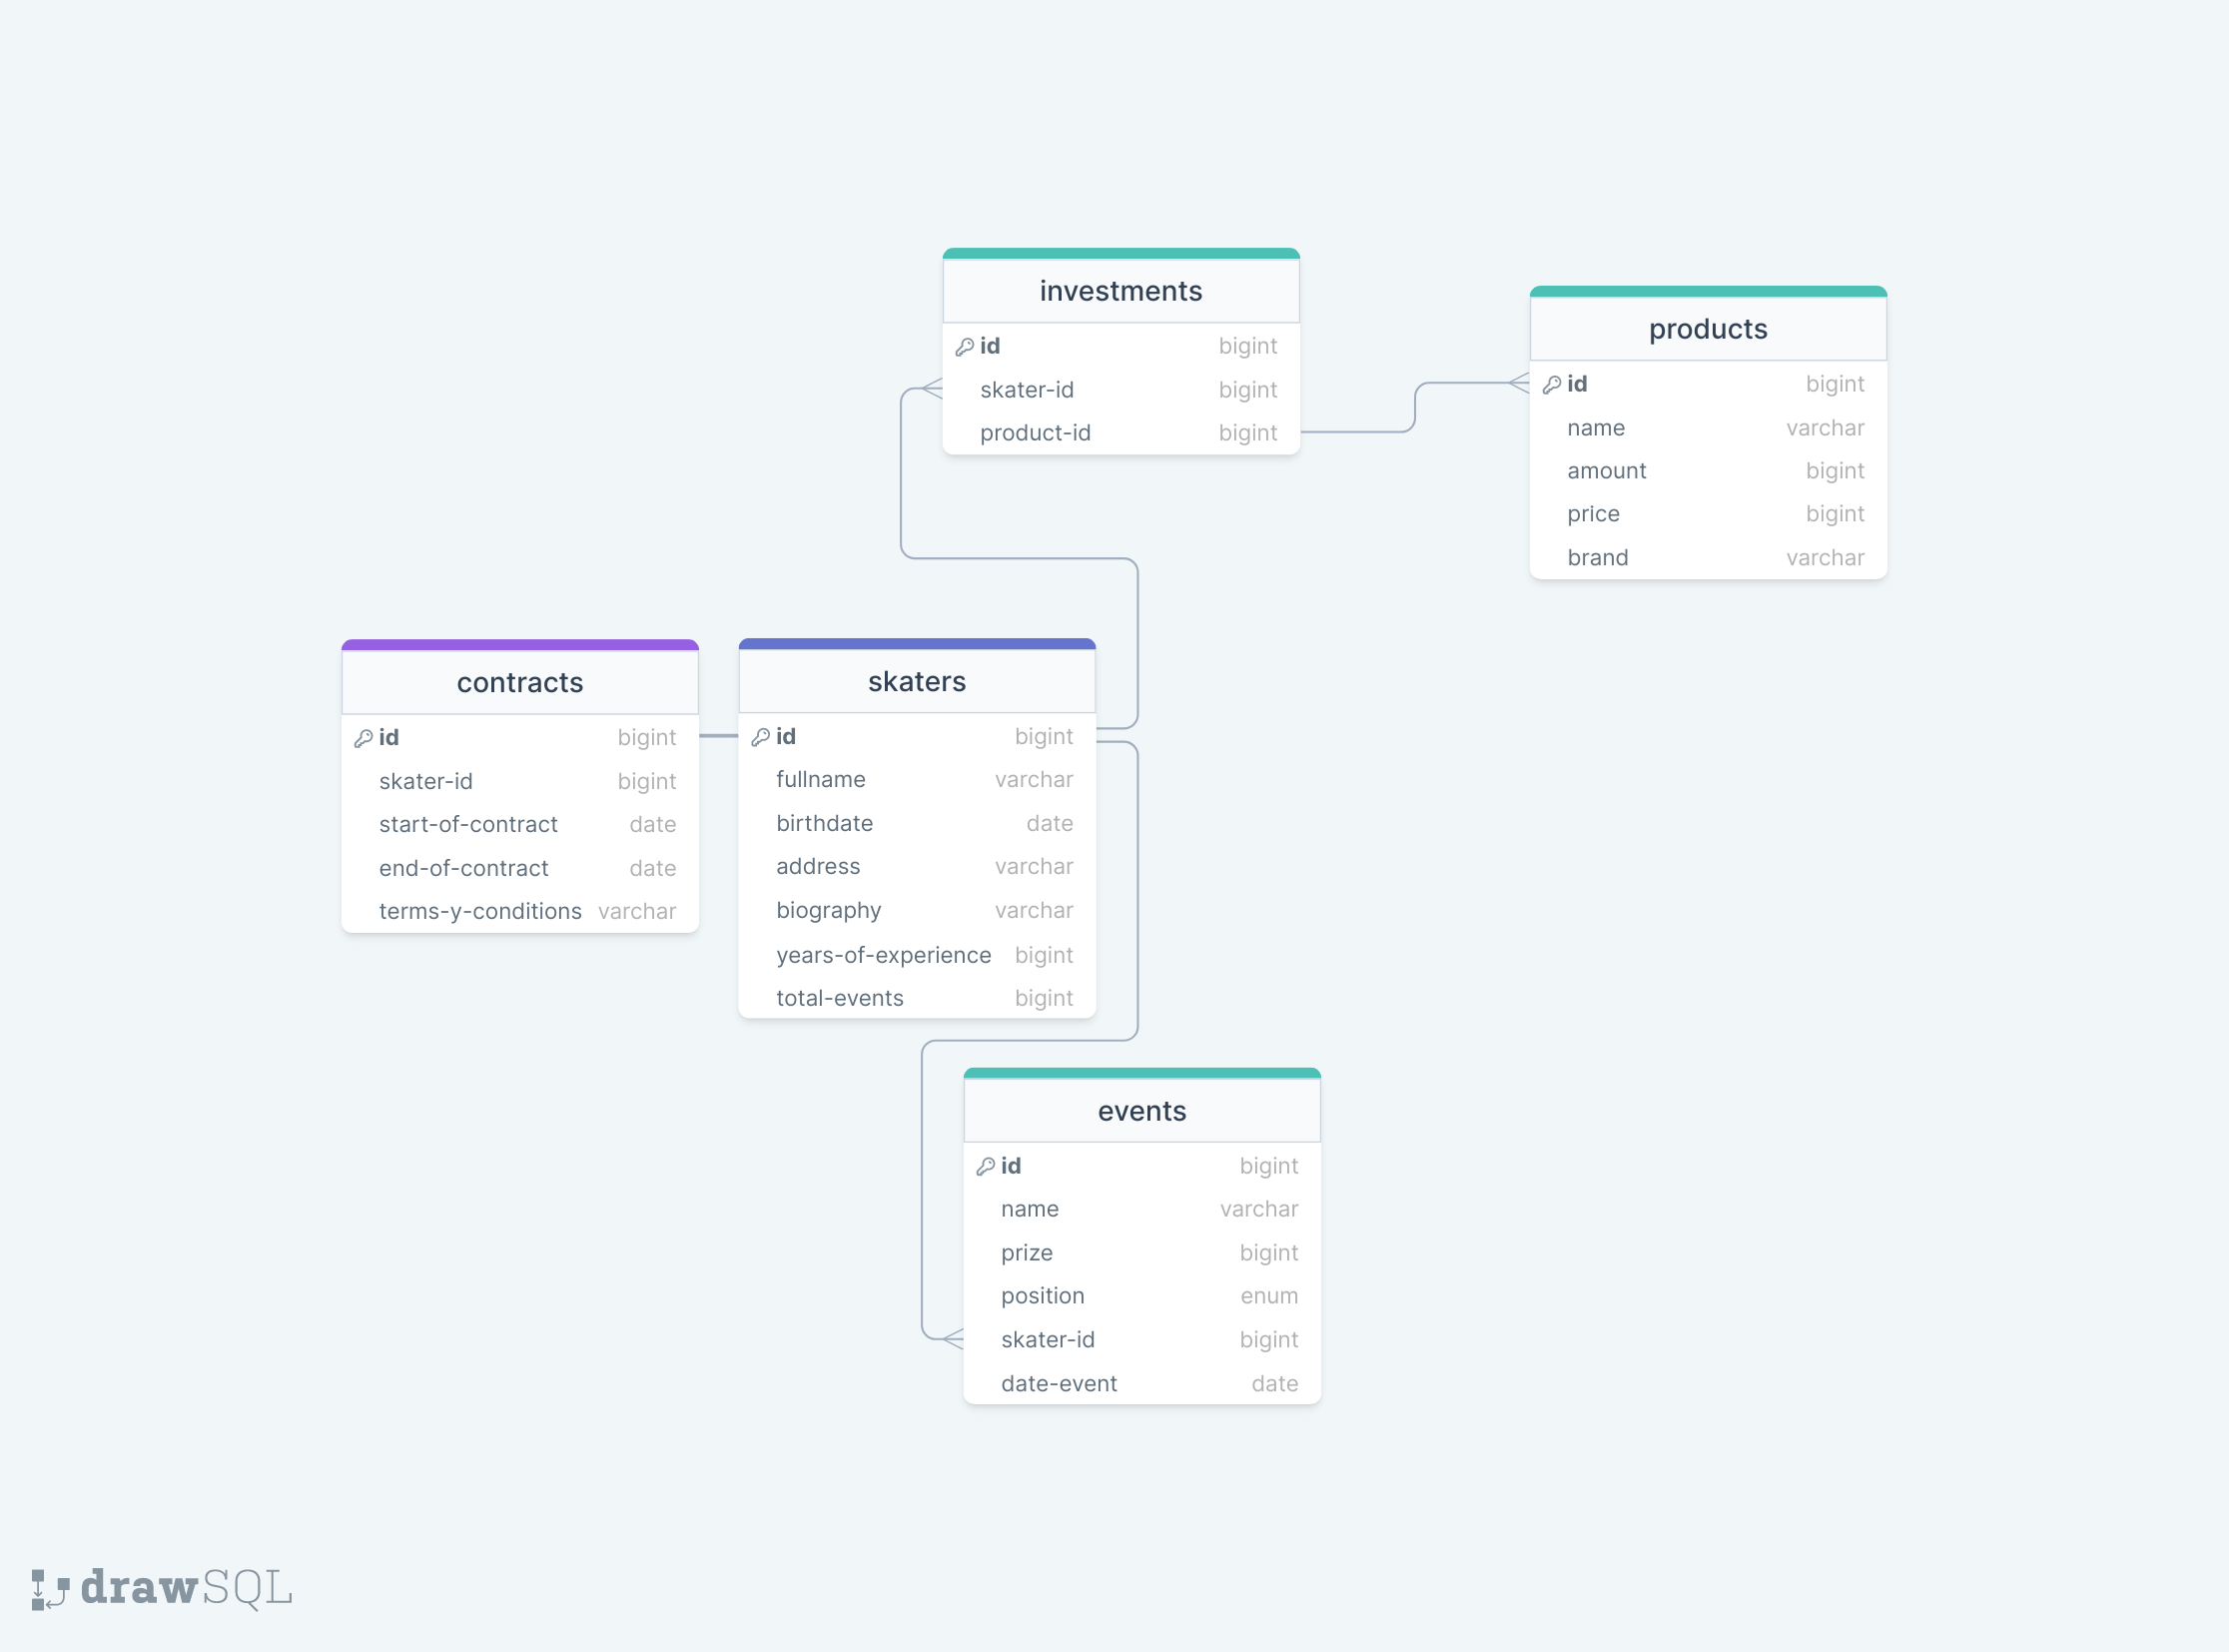 investments
id bigint
skater-id bigint
product-id bigint
products
id bigint
name varchar
amount bigint
price bigint
brand varchar
contracts
id bigint
skater-id bigint
start-of-contract date
end-of-contract date
terms-y-conditions varchar
skaters
id bigint
fullname varchar
birthdate date
address varchar
biography varchar
years-of-experience bigint
total-events bigint
events
id bigint
name varchar
prize bigint
position enum
skater-id bigint
date-event date
drawSQL